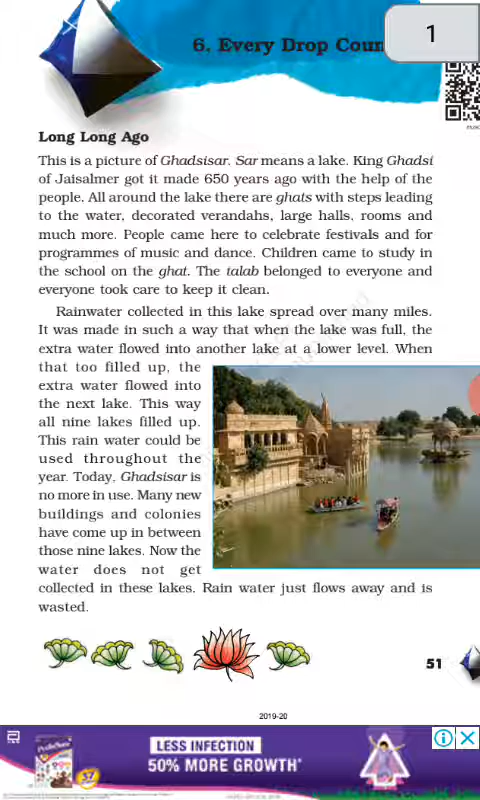 6. Every Drop Coun
1
Long Long Ago
This is a picture of Ghadsisar. Sar means a lake. King Ghadsi
of Jaisalmer got it made 650 years ago with the help of the
people. All around the lake there are ghats with steps leading
to the water, decorated verandahs, large halls, rooms and
much more. People came here to celebrate festivals and for
programmes of music and dance. Children came to study in
the school on the ghat. The talab belonged to everyone and
everyone took care to keep it clean.
Rainwater collected in this lake spread over many miles.
It was made in such a way that when the lake was full, the
extra water flowed into another lake at a lower level. When
that too filled up, the
extra water flowed into
the next lake. This way
all nine lakes filled up.
This rain water could be
used throughout the
year. Today, Ghadsisar is
no more in use. Many new
buildings and colonies
have come up in between
those nine lakes. Now the
water does not get
collected in these lakes. Rain water just flows away and is
wasted.
51
2019-20
PediaSure
37
LESS INFECTION
50% MORE GROWTH*